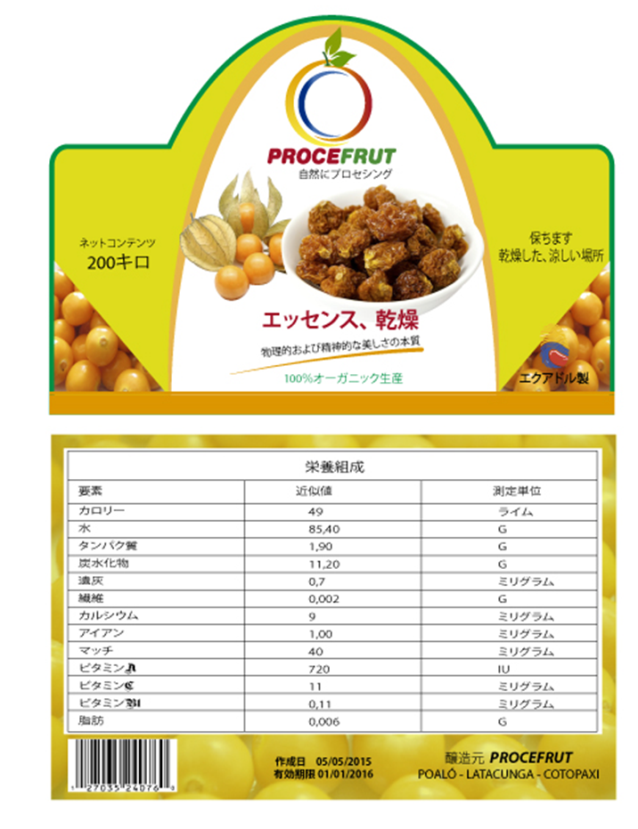 PROCEFRUT
自然にプロセシング
ネットコンテンツ
200キロ
保ちます
乾燥した、涼しい場所
エッセンス、乾燥
物理的および精神的な美しさの本質
100%オーガニック生産
エクアドル製
栄養組成
要素 近似値 測定単位
カロリー 49 ライム
水 85,40 G
タンパク質 1,90 G
炭水化物 11,20 G
遺灰 0,7 ミリグラム
繊維 0,002 G
カルシウム 9 ミリグラム
アイアン 1,00 ミリグラム
マッチ 40 ミリグラム
ビタミンA 720 IU
ビタミンC 11 ミリグラム
ビタミン 0,11 ミリグラム
脂肪 0,006 G
作成日 05/05/2015
有効期限 01/01/2016
醸造元 PROCEFRUT
POALÓ - LATACUNGA - COTOPAXI